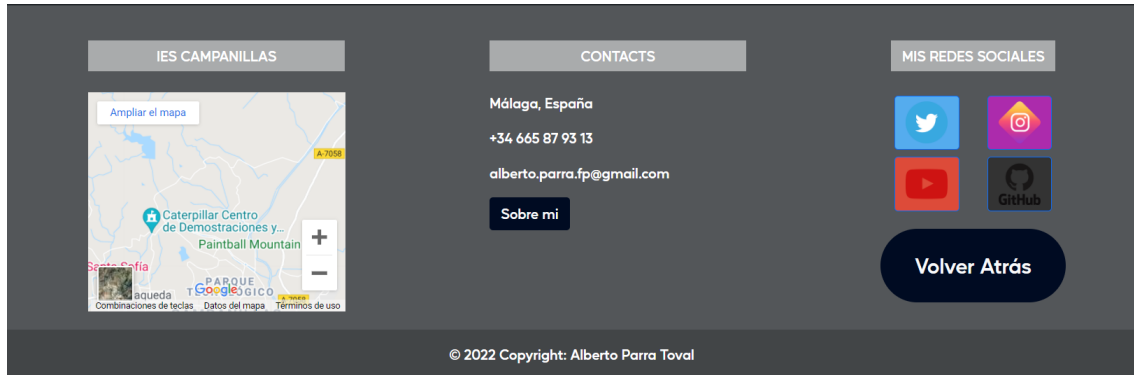 IES CAMPANILLAS
Ampliar el mapa
A-7058
Caterpillar Centro
de Demostraciones y...
Paintball Mountain
Santa Sofía
PARQUE
TECNOLÓGICO
aqueda
Google
A-7058
Combinaciones de teclas
Datos del mapa
Términos de uso
CONTACTS
Málaga, España
+34 665 87 93 13
alberto.parra.fp@gmail.com
Sobre mi
MIS REDES SOCIALES
GitHub
Volver Atrás
© 2022 Copyright: Alberto Parra Toval